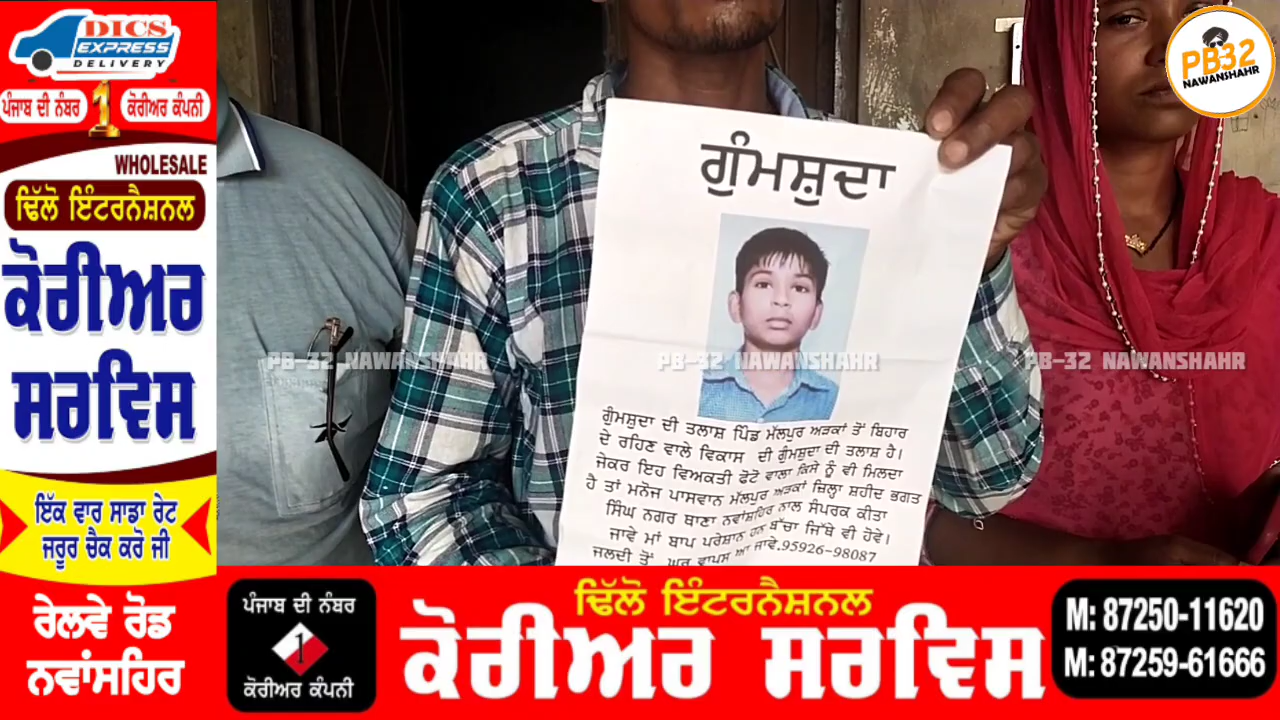 DICS
EXPRESS
DELIVERY
ਪੰਜਾਬ ਦੀ ਨੰਬਰ 1 ਕੋਰੀਅਰ ਕੰਪਨੀ
WHOLESALE
ਢਿੱਲੋ ਇੰਟਰਨੈਸ਼ਨਲ
ਕੋਰੀਅਰ
ਸਰਵਿਸ
ਇੱਕ ਵਾਰ ਸਾਡਾ ਰੇਟ
ਜਰੂਰ ਚੈਕ ਕਰੋ ਜੀ
PB32
NAWANSHAHR
ਗੁੰਮਸ਼ੁਦਾ
PB-32 NAWANSHAHR PB-32 NAWANSHAHR PB-32 NAWANSHAHR
ਗੁੰਮਸ਼ੁਦਾ ਦੀ ਤਲਾਸ਼ ਪਿੰਡ ਮੱਲਪੁਰ ਅੜਕਾਂ ਤੋਂ ਬਿਹਾਰ
ਦੇ ਰਹਿਣ ਵਾਲੇ ਵਿਕਾਸ ਦੀ ਗੁੰਮਸ਼ੁਦਾ ਦੀ ਤਲਾਸ਼ ਹੈ।
ਜੇਕਰ ਇਹ ਵਿਅਕਤੀ ਫੋਟੋ ਵਾਲਾ ਕਿਸੇ ਨੂੰ ਵੀ ਮਿਲਦਾ
ਹੈ ਤਾਂ ਮਨੋਜ ਪਾਸਵਾਨ ਮੱਲਪੁਰ ਅੜਕਾਂ ਜ਼ਿਲ੍ਹਾ ਸ਼ਹੀਦ ਭਗਤ
ਸਿੰਘ ਨਗਰ ਥਾਣਾ ਨਵਾਂਸ਼ਹਿਰ ਨਾਲ ਸੰਪਰਕ ਕੀਤਾ
ਜਾਵੇ ਮਾਂ ਬਾਪ ਪਰੇਸ਼ਾਨ ਹਨ ਬੱਚਾ ਜਿੱਥੇ ਵੀ ਹੋਵੇ।
ਜਲਦੀ ਤੋਂ ਘਰ ਵਾਪਸ ਆ ਜਾਵੇ.95926-98087
ਰੇਲਵੇ ਰੋਡ
ਨਵਾਂਸਹਿਰ
ਪੰਜਾਬ ਦੀ ਨੰਬਰ
1
ਕੋਰੀਅਰ ਕੰਪਨੀ
ਢਿੱਲੋ ਇੰਟਰਨੈਸ਼ਨਲ
ਕੋਰੀਅਰ ਸਰਵਿਸ
M: 87250-11620
M: 87259-61666